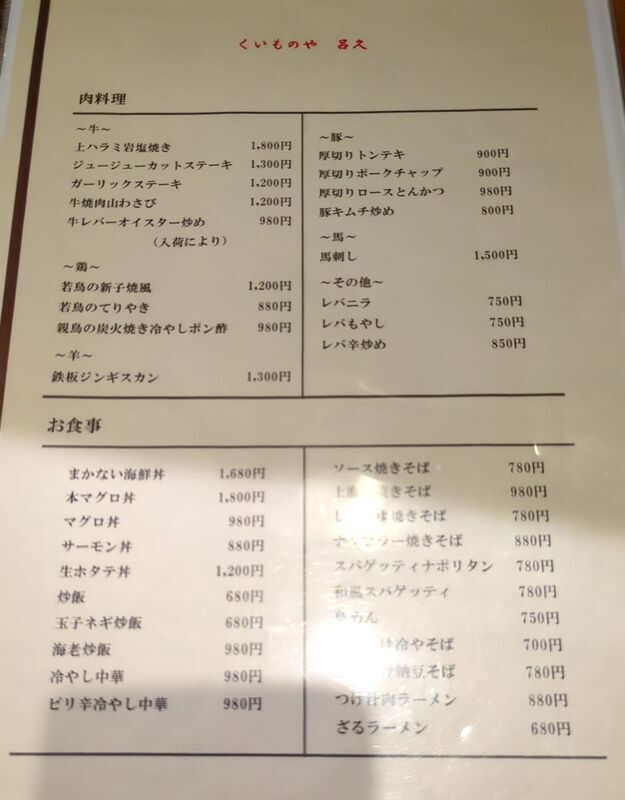 くいものや 呂久
肉料理
〜牛〜
上ハラミ岩塩焼き 1,800円
ジュージューカットステーキ 1,300円
ガーリックステーキ 1,200円
牛焼肉山わさび 1,200円
牛レバーオイスター炒め 980円
(入荷により)
〜鶏〜
若鳥の新子焼風 1,200円
若鳥のてりやき 880円
親鳥の炭火焼き冷やしポン酢 980円
〜羊〜
鉄板ジンギスカン 1,300円
〜豚〜
厚切りトンテキ 900円
厚切りポークチャップ 900円
厚切りロースとんかつ 980円
豚キムチ炒め 800円
〜馬〜
馬刺し 1,500円
〜その他〜
レバニラ 750円
レバもやし 750円
レバ辛炒め 850円
お食事
まかない海鮮丼 1,680円
本マグロ丼 1,800円
マグロ丼 980円
サーモン丼 880円
生ホタテ丼 1,200円
炒飯 680円
玉子ネギ炒飯 680円
海老炒飯 980円
冷やし中華 980円
ピリ辛冷やし中華 980円
ソース焼きそば 780円
焼きそば 980円
焼きそば 780円
焼きそば 880円
スパゲッティナポリタン 780円
和風スパゲッティ 780円
750円
冷やそば 700円
納豆そば 780円
つけ汁肉ラーメン 880円
ざるラーメン 680円